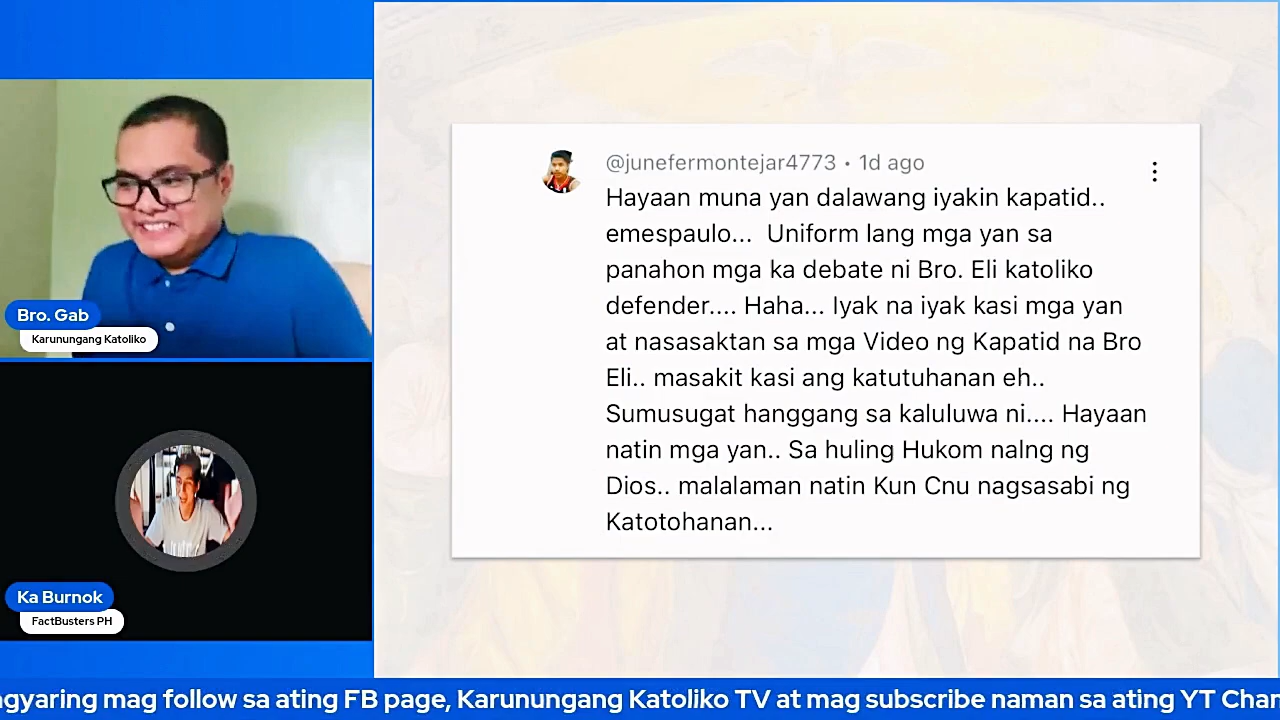 @junefermontejar4773 • 1d ago
Hayaan muna yan dalawang iyakin kapatid..
emespaulo... Uniform lang mga yan sa
panahon mga ka debate ni Bro. Eli katoliko
defender.... Haha... Iyak na iyak kasi mga yan
at nasasaktan sa mga Video ng Kapatid na Bro
Eli.. masakit kasi ang katutuhanan eh..
Sumusugat hanggang sa kaluluwa ni.... Hayaan
natin mga yan.. Sa huling Hukom nalng ng
Dios.. malalaman natin Kun Cnu nagsasabi ng
Katotohanan...
Bro. Gab
Karunungang Katoliko
Ka Burnok
FactBusters PH
agyaring mag follow sa ating FB page, Karunungang Katoliko TV at mag subscribe naman sa ating YT Chan